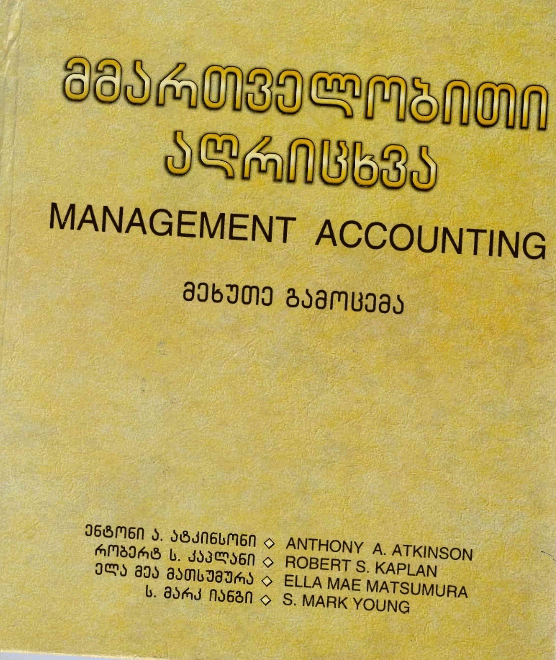 მმართველობითი
აღრიცხვა
MANAGEMENT ACCOUNTING
მეხუთე გამოცემა
ენტონი ა. ატკინსონი ◇ ANTHONY A. ATKINSON
რობერტ ს. კაპლანი ◇ ROBERT S. KAPLAN
ელა მეა მათსუმურა ◇ ELLA MAE MATSUMURA
ს. მარკ იანგი ◇ S. MARK YOUNG